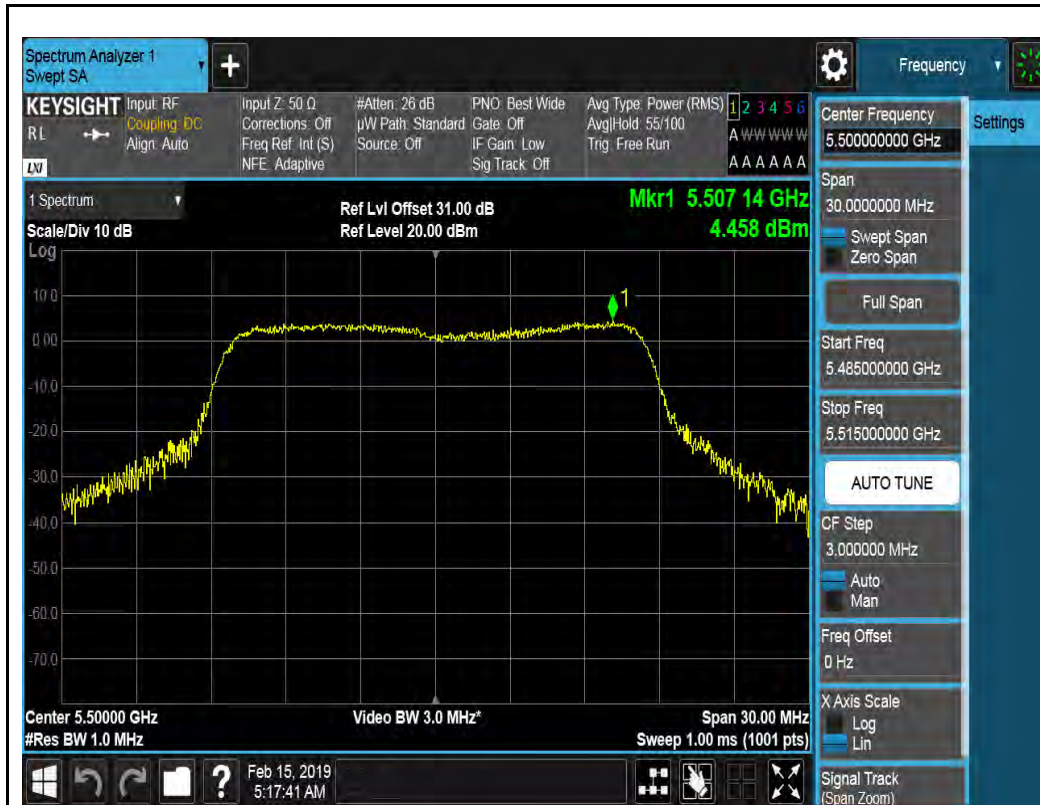 Spectrum Analyzer 1
Swept SA
+
Frequency
KEYSIGHT
RL
LXI
Input: RF
Coupling: DC
Align: Auto
Input Z: 50 Ω
Corrections: Off
Freq Ref: Int (S)
NFE: Adaptive
#Atten: 26 dB
µW Path: Standard
Source: Off
PNO: Best Wide
Gate: Off
IF Gain: Low
Sig Track: Off
Avg Type: Power (RMS)
Avg|Hold: 55/100
Trig: Free Run
1 2 3 4 5 6
A W W W W W
A A A A A A
1 Spectrum
Scale/Div 10 dB
Ref Lvl Offset 31.00 dB
Ref Level 20.00 dBm
Mkr1 5.507 14 GHz
4.458 dBm
Log
10.0
0.00
-10.0
-20.0
-30.0
-40.0
-50.0
-60.0
-70.0
1
Center 5.50000 GHz
#Res BW 1.0 MHz
Video BW 3.0 MHz*
Span 30.00 MHz
Sweep 1.00 ms (1001 pts)
Center Frequency
5.500000000 GHz
Span
30.0000000 MHz
Swept Span
Zero Span
Full Span
Start Freq
5.485000000 GHz
Stop Freq
5.515000000 GHz
AUTO TUNE
CF Step
3.000000 MHz
Auto
Man
Freq Offset
0 Hz
X Axis Scale
Log
Lin
Signal Track
(Span Zoom)
Settings
?
Feb 15, 2019
5:17:41 AM